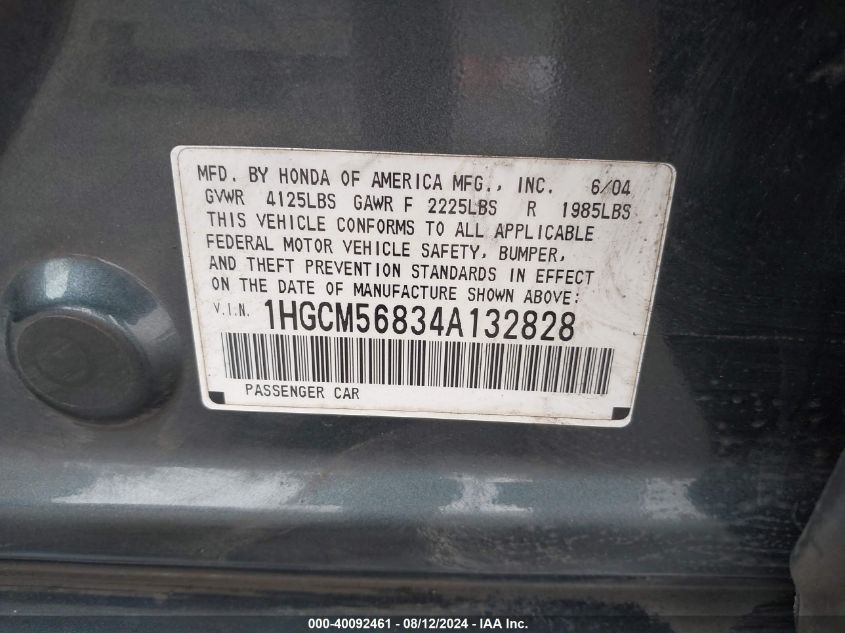 MFD. BY HONDA OF AMERICA MFG., INC. 6/04
GVWR 4125LBS GAWR F 2225LBS R 1985LBS
THIS VEHICLE CONFORMS TO ALL APPLICABLE
FEDERAL MOTOR VEHICLE SAFETY, BUMPER,
AND THEFT PREVENTION STANDARDS IN EFFECT
ON THE DATE OF MANUFACTURE SHOWN ABOVE:
V.I.N. 1HGCM56834A132828
PASSENGER CAR
000-40092461 - 08/12/2024 - IAA Inc.